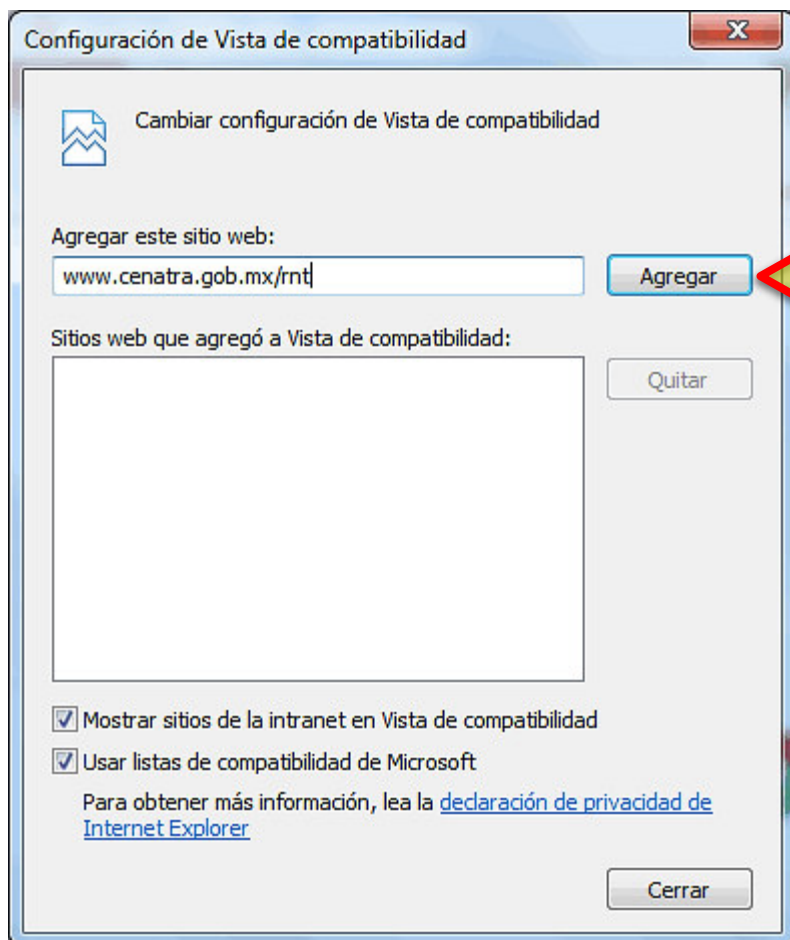 Configuración de Vista de compatibilidad
Cambiar configuración de Vista de compatibilidad
Agregar este sitio web:
www.cenatra.gob.mx/rnt
Agregar
Sitios web que agregó a Vista de compatibilidad:
Quitar
Mostrar sitios de la intranet en Vista de compatibilidad
Usar listas de compatibilidad de Microsoft
Para obtener más información, lea la declaración de privacidad de
Internet Explorer
Cerrar